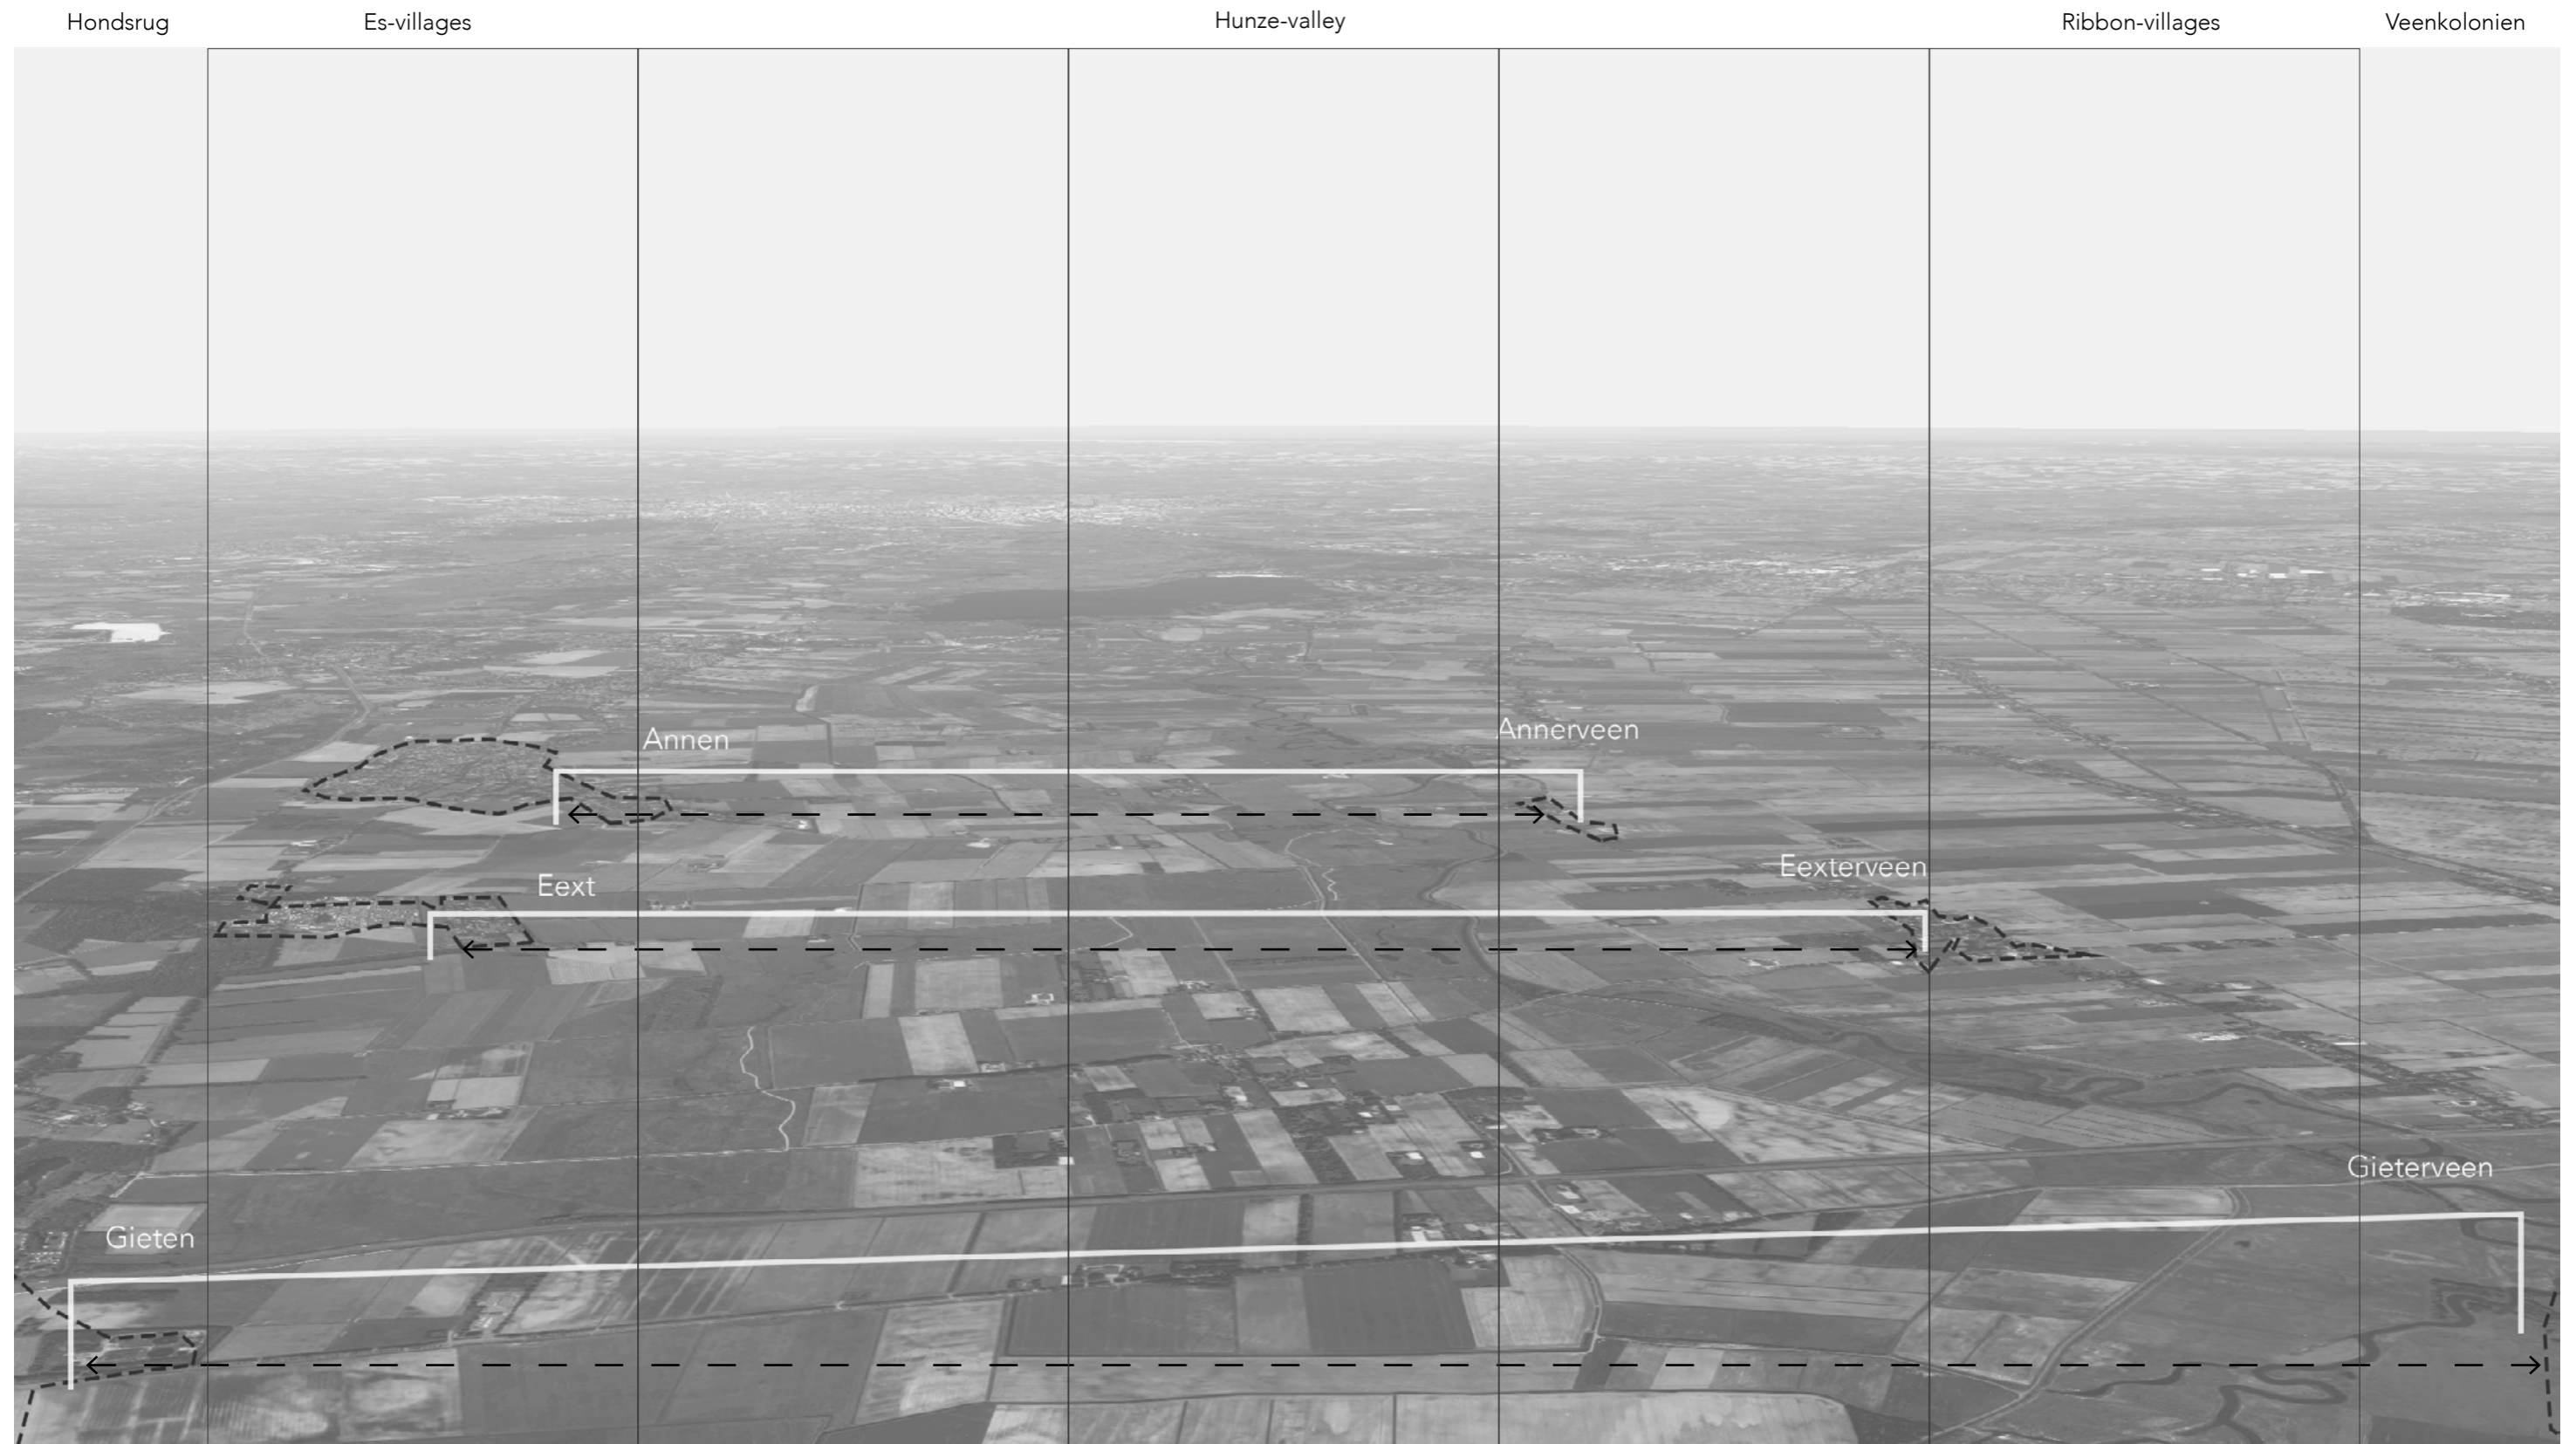 Hondsrug
Es-villages
Hunze-valley
Ribbon-villages
Veenkolonien
Annen
Annerveen
Eext
Eexterveen
Gieterveen
Gieten